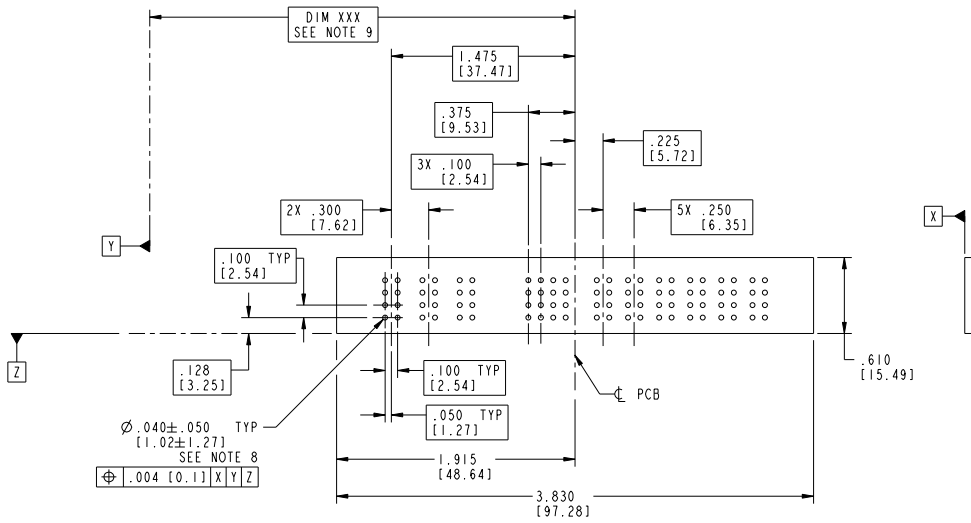 DIM XXX
SEE NOTE 9
1.475
[37.47]
.375
[9.53]
.225
[5.72]
3X .100
[2.54]
2X .300
[7.62]
5X .250
[6.35]
X
Y
.100 TYP
[2.54]
Z
.128
[3.25]
.100 TYP
[2.54]
.610
[15.49]
℄ PCB
.050 TYP
[1.27]
Ø.040±.050 TYP
[1.02±1.27]
SEE NOTE 8
⌖ .004 [0.1] X Y Z
1.915
[48.64]
3.830
[97.28]